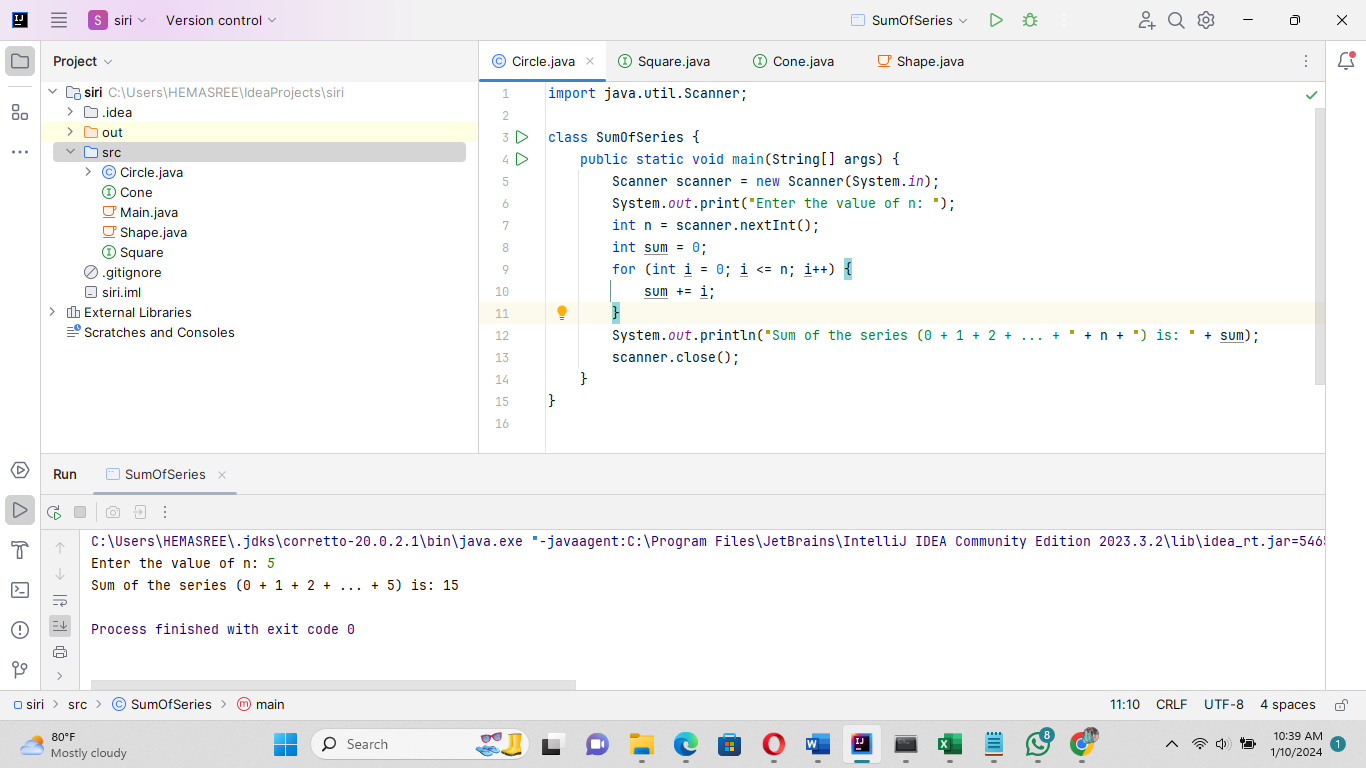 S siri Version control SumOfSeries
Project
siri C:\Users\HEMASREE\IdeaProjects\siri
.idea
out
src
Circle.java
Cone
Main.java
Shape.java
Square
.gitignore
siri.iml
External Libraries
Scratches and Consoles
Circle.java Square.java Cone.java Shape.java
1 import java.util.Scanner;
2
3 class SumOfSeries {
4 public static void main(String[] args) {
5 Scanner scanner = new Scanner(System.in);
6 System.out.print("Enter the value of n: ");
7 int n = scanner.nextInt();
8 int sum = 0;
9 for (int i = 0; i <= n; i++) {
10 sum += i;
11 }
12 System.out.println("Sum of the series (0 + 1 + 2 + ... + " + n + ") is: " + sum);
13 scanner.close();
14 }
15 }
16
Run SumOfSeries
C:\Users\HEMASREE\.jdks\corretto-20.0.2.1\bin\java.exe "-javaagent:C:\Program Files\JetBrains\IntelliJ IDEA Community Edition 2023.3.2\lib\idea_rt.jar=5465
Enter the value of n: 5
Sum of the series (0 + 1 + 2 + ... + 5) is: 15
Process finished with exit code 0
siri > src > SumOfSeries > main 11:10 CRLF UTF-8 4 spaces
80°F
Mostly cloudy
Search
8
10:39 AM
1/10/2024
1